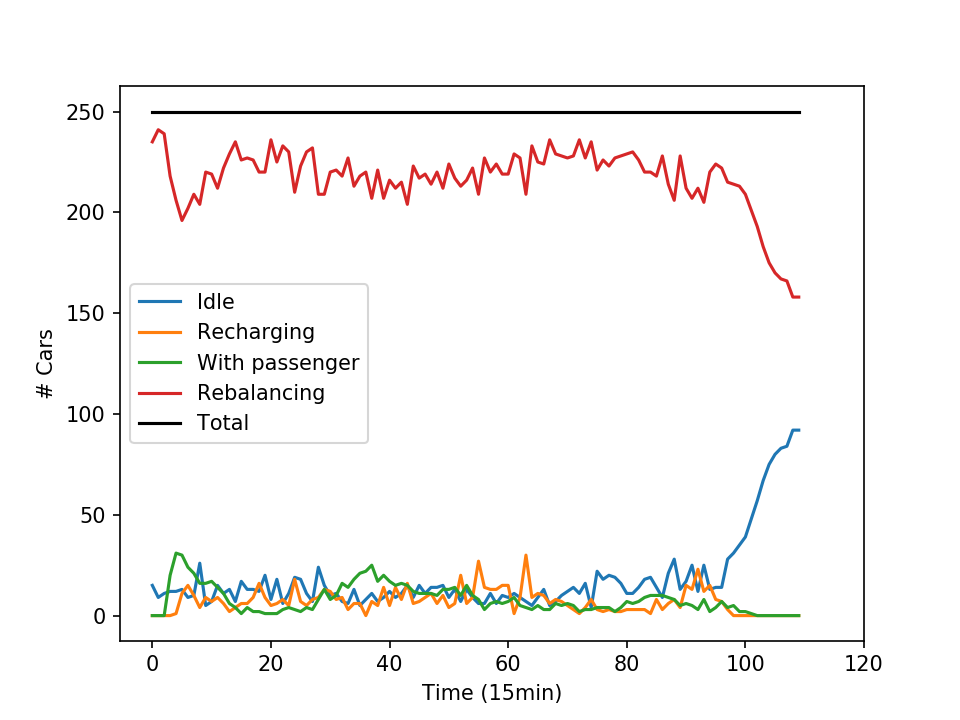 250
200
150
100
50
0
# Cars
Idle
Recharging
With passenger
Rebalancing
Total
0 20 40 60 80 100 120
Time (15min)